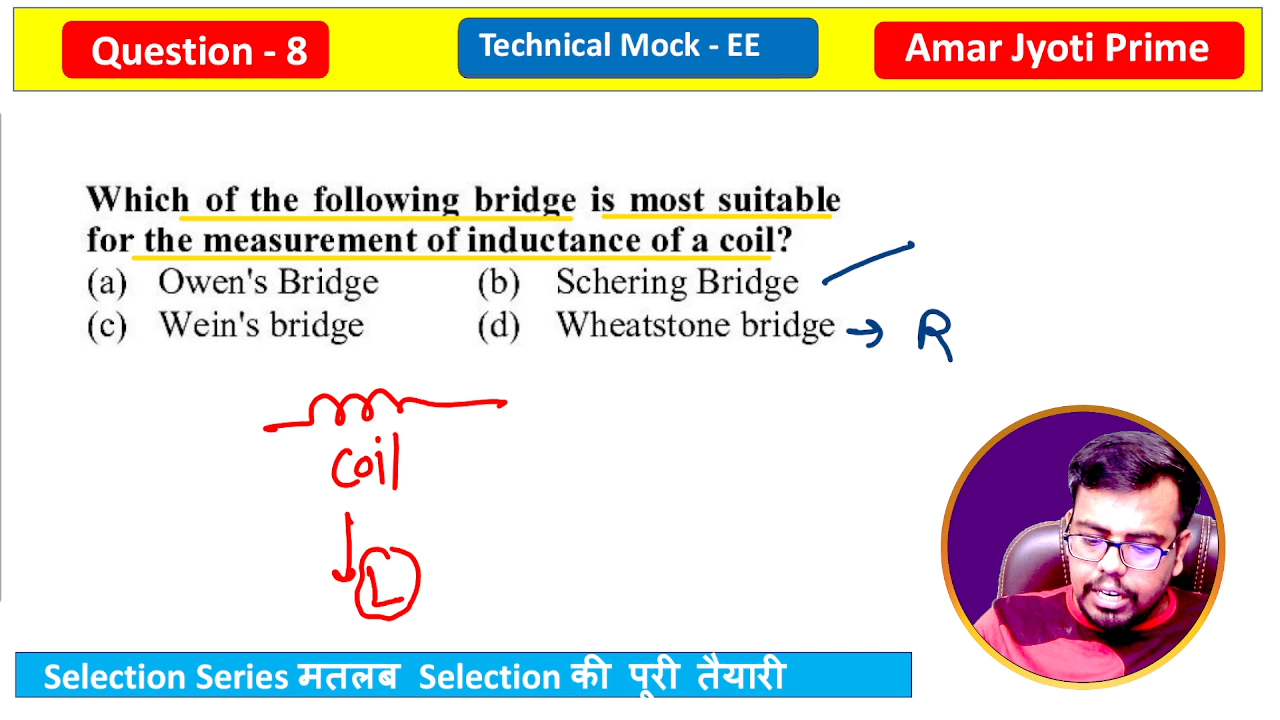 Question - 8
Technical Mock - EE
Amar Jyoti Prime
Which of the following bridge is most suitable
for the measurement of inductance of a coil?
(a) Owen's Bridge (b) Schering Bridge
(c) Wein's bridge (d) Wheatstone bridge → R
Coil
L
Selection Series मतलब Selection की पूरी तैयारी